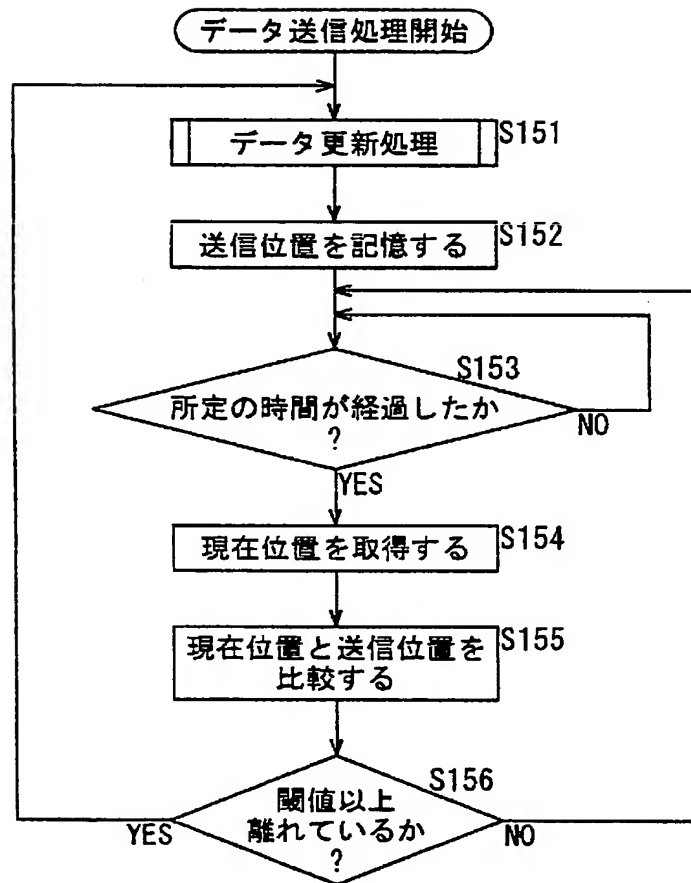 データ送信処理開始
データ更新処理
S151
送信位置を記憶する
S152
S153
所定の時間が経過したか
?
NO
YES
現在位置を取得する
S154
現在位置と送信位置を
比較する
S155
S156
閾値以上
離れているか
?
YES
NO